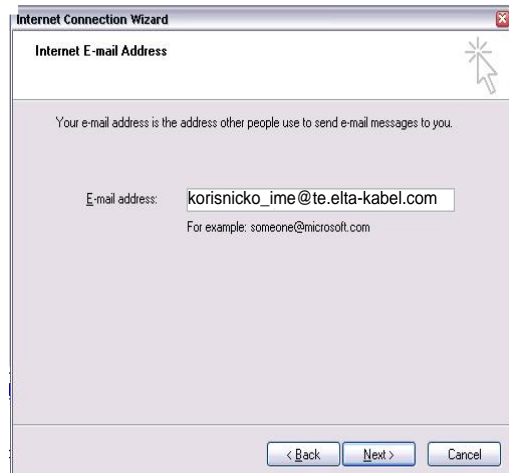 Internet Connection Wizard
Internet E-mail Address
Your e-mail address is the address other people use to send e-mail messages to you.
E-mail address: korisnicko_ime@te.elta-kabel.com
For example: someone@microsoft.com
< Back Next > Cancel